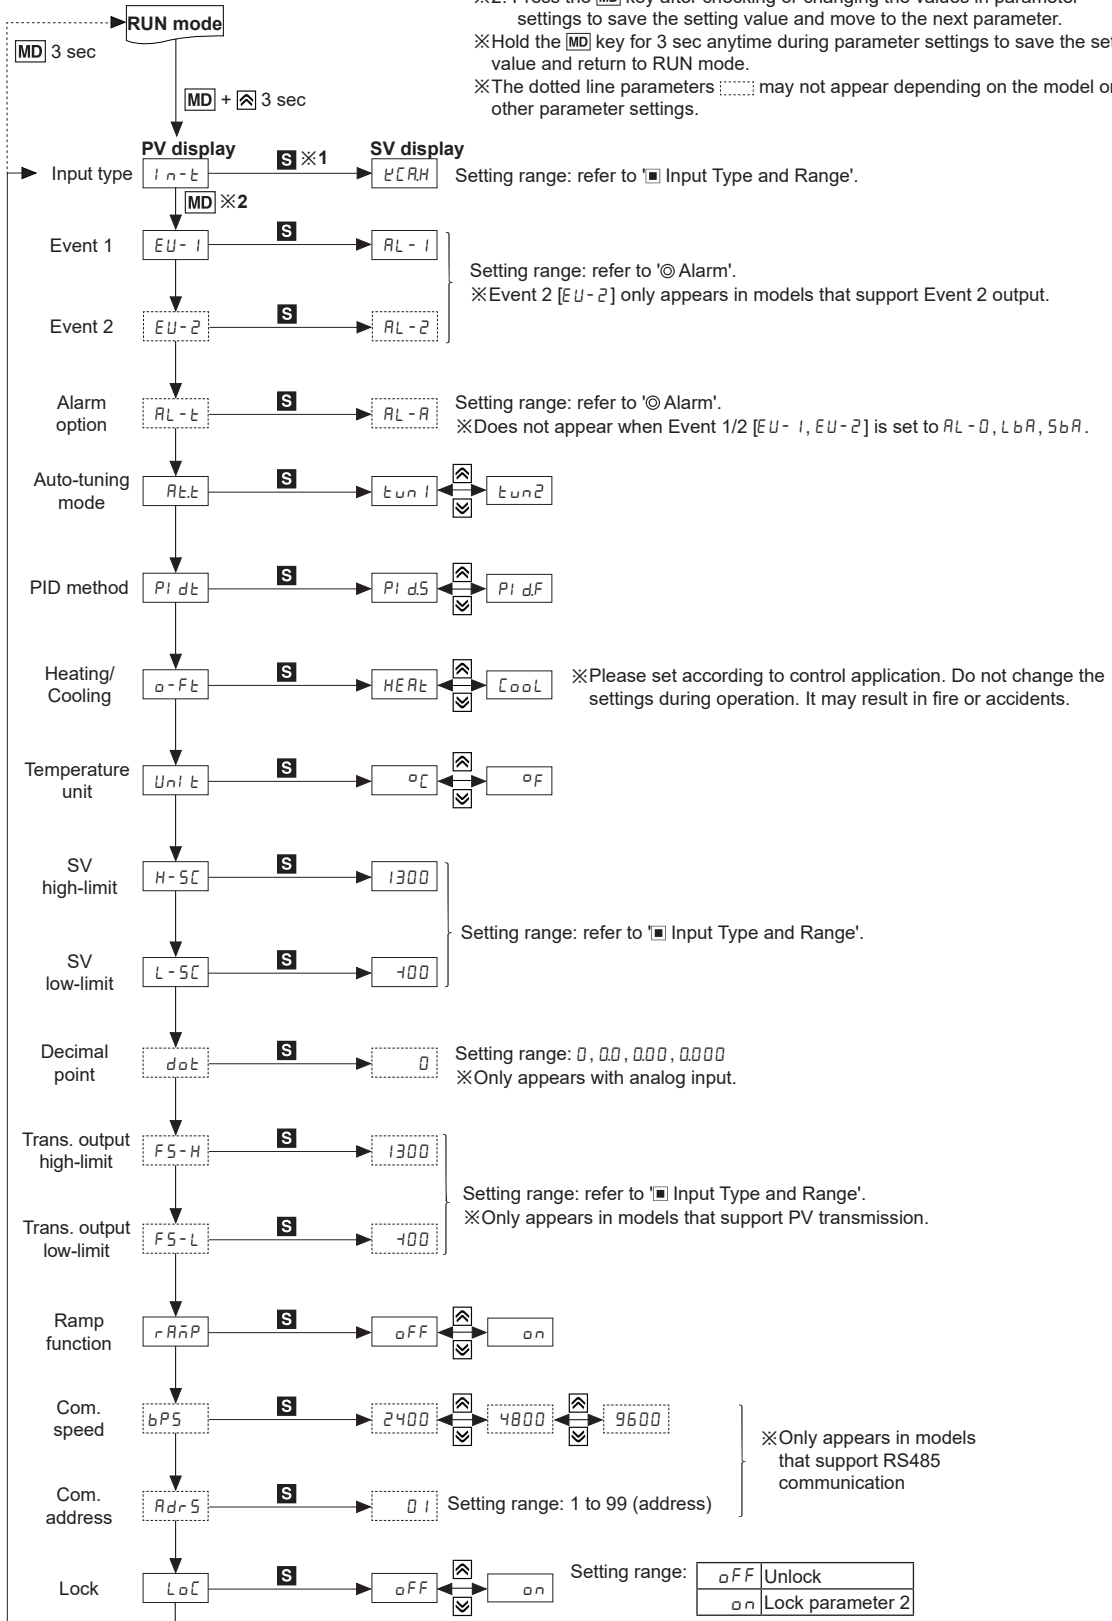 ※2: Press the MD key after checking or changing the values in parameter
settings to save the setting value and move to the next parameter.
※Hold the MD key for 3 sec anytime during parameter settings to save the set
value and return to RUN mode.
※The dotted line parameters may not appear depending on the model or
other parameter settings.
RUN mode
MD 3 sec
MD + 3 sec
PV display
SV display
Input type In-t S ※1 KCA.H Setting range: refer to '▣ Input Type and Range'.
MD ※2
Event 1 EV-1 S AL-1
Setting range: refer to '◎ Alarm'.
※Event 2 [EV-2] only appears in models that support Event 2 output.
Event 2 EV-2 S AL-2
Alarm
option AL-t S AL-A
Setting range: refer to '◎ Alarm'.
※Does not appear when Event 1/2 [EV-1, EV-2] is set to AL-0, LbA, SbA.
Auto-tuning
mode At.t S tun1 tun2
PID method PIdt S PId.S PId.F
Heating/
Cooling o-Ft S HEAt CooL
※Please set according to control application. Do not change the
settings during operation. It may result in fire or accidents.
Temperature
unit UnIt S °C °F
SV
high-limit H-SC S 1300
Setting range: refer to '▣ Input Type and Range'.
SV
low-limit L-SC S -100
Decimal
point dot S 0
Setting range: 0, 0.0, 0.00, 0.000
※Only appears with analog input.
Trans. output
high-limit FS-H S 1300
Setting range: refer to '▣ Input Type and Range'.
※Only appears in models that support PV transmission.
Trans. output
low-limit FS-L S -100
Ramp
function rAmP S oFF on
Com.
speed bPS S 2400 4800 9600
※Only appears in models
that support RS485
communication
Com.
address AdrS S 01 Setting range: 1 to 99 (address)
Lock LoC S oFF on
Setting range:
oFF Unlock
on Lock parameter 2